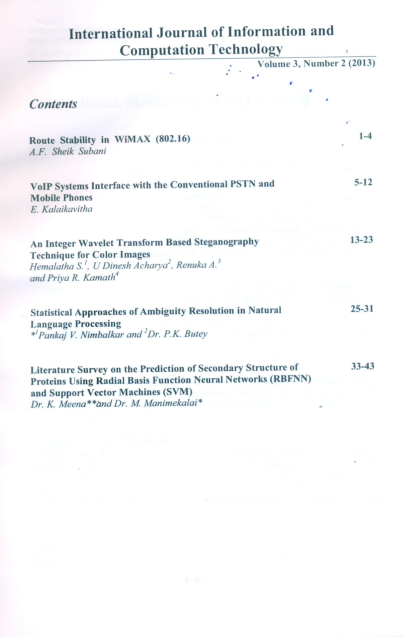 International Journal of Information and
Computation Technology
Volume 3, Number 2 (2013)
Contents
Route Stability in WiMAX (802.16) 1-4
A.F. Sheik Subani
VoIP Systems Interface with the Conventional PSTN and 5-12
Mobile Phones
E. Kalaikavitha
An Integer Wavelet Transform Based Steganography 13-23
Technique for Color Images
Hemalatha S.¹, U Dinesh Acharya², Renuka A.³
and Priya R. Kamath⁴
Statistical Approaches of Ambiguity Resolution in Natural 25-31
Language Processing
*¹Pankaj V. Nimbalkar and ²Dr. P.K. Butey
Literature Survey on the Prediction of Secondary Structure of 33-43
Proteins Using Radial Basis Function Neural Networks (RBFNN)
and Support Vector Machines (SVM)
Dr. K. Meena**and Dr. M. Manimekalai*